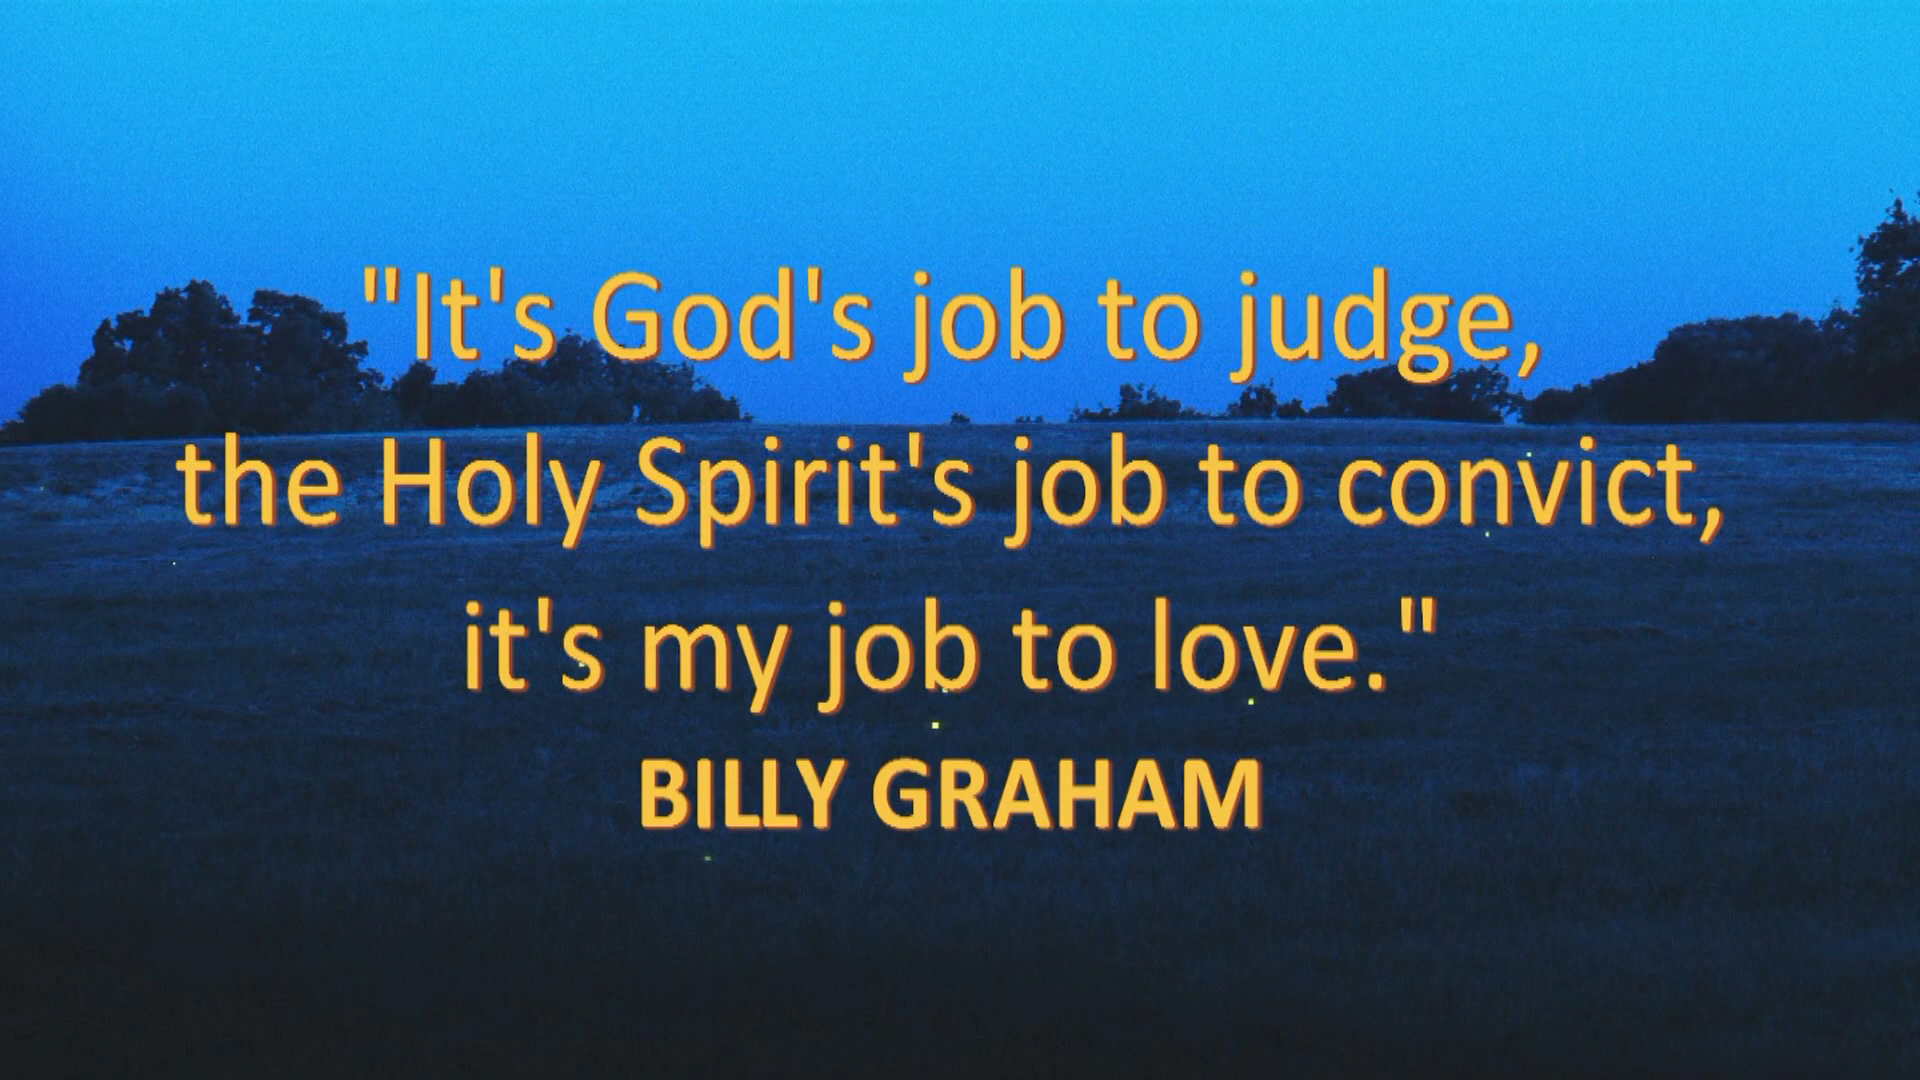 "It's God's job to judge,
the Holy Spirit's job to convict,
it's my job to love."
BILLY GRAHAM